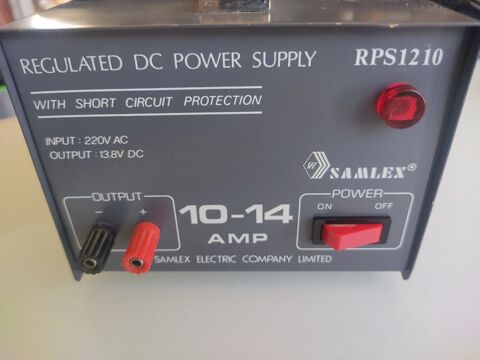 REGULATED DC POWER SUPPLY RPS1210
WITH SHORT CIRCUIT PROTECTION
INPUT : 220V AC
OUTPUT : 13.8V DC
SAMLEX®
OUTPUT
- +
10-14
AMP
POWER
ON OFF
SAMLEX ELECTRIC COMPANY LIMITED